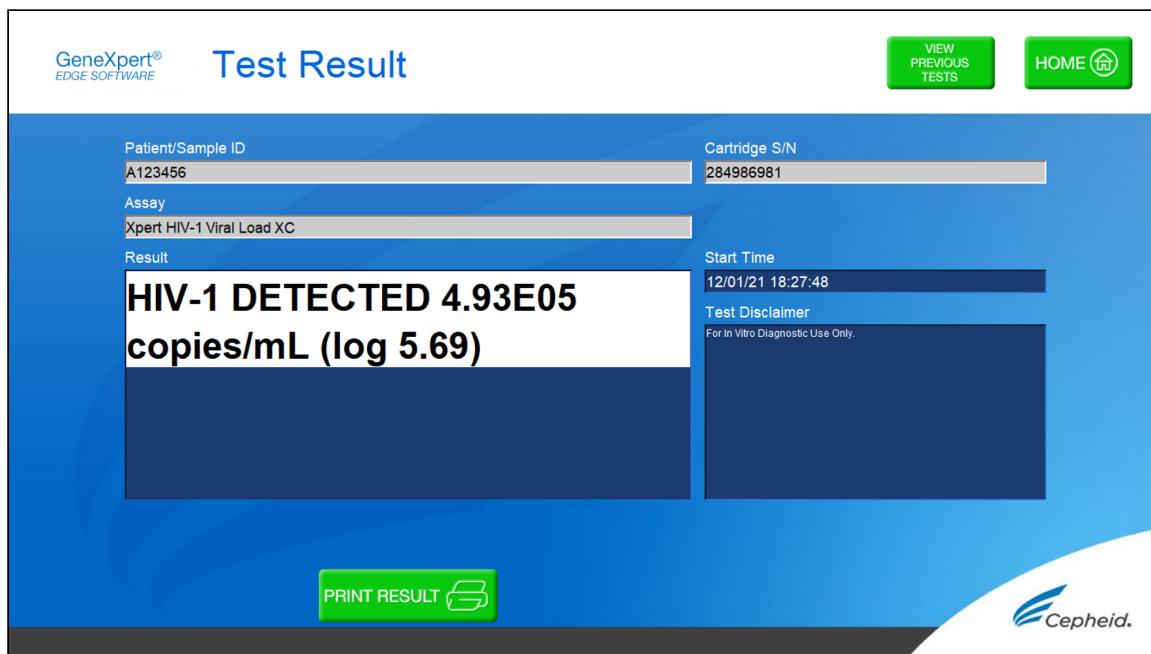 GeneXpert®
EDGE SOFTWARE
Test Result
VIEW
PREVIOUS
TESTS
HOME
Patient/Sample ID
A123456
Cartridge S/N
284986981
Assay
Xpert HIV-1 Viral Load XC
Result
HIV-1 DETECTED 4.93E05
copies/mL (log 5.69)
Start Time
12/01/21 18:27:48
Test Disclaimer
For In Vitro Diagnostic Use Only.
PRINT RESULT
Cepheid.